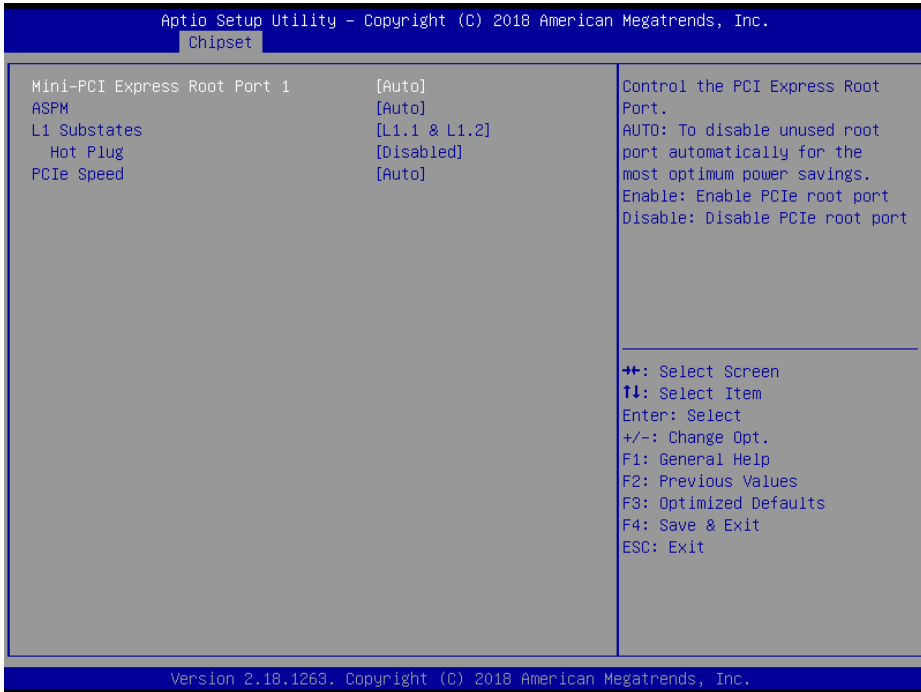 Aptio Setup Utility – Copyright (C) 2018 American Megatrends, Inc.
Chipset
Mini-PCI Express Root Port 1 [Auto]
ASPM [Auto]
L1 Substates [L1.1 & L1.2]
Hot Plug [Disabled]
PCIe Speed [Auto]
Control the PCI Express Root
Port.
AUTO: To disable unused root
port automatically for the
most optimum power savings.
Enable: Enable PCIe root port
Disable: Disable PCIe root port
→←: Select Screen
↑↓: Select Item
Enter: Select
+/-: Change Opt.
F1: General Help
F2: Previous Values
F3: Optimized Defaults
F4: Save & Exit
ESC: Exit
Version 2.18.1263. Copyright (C) 2018 American Megatrends, Inc.